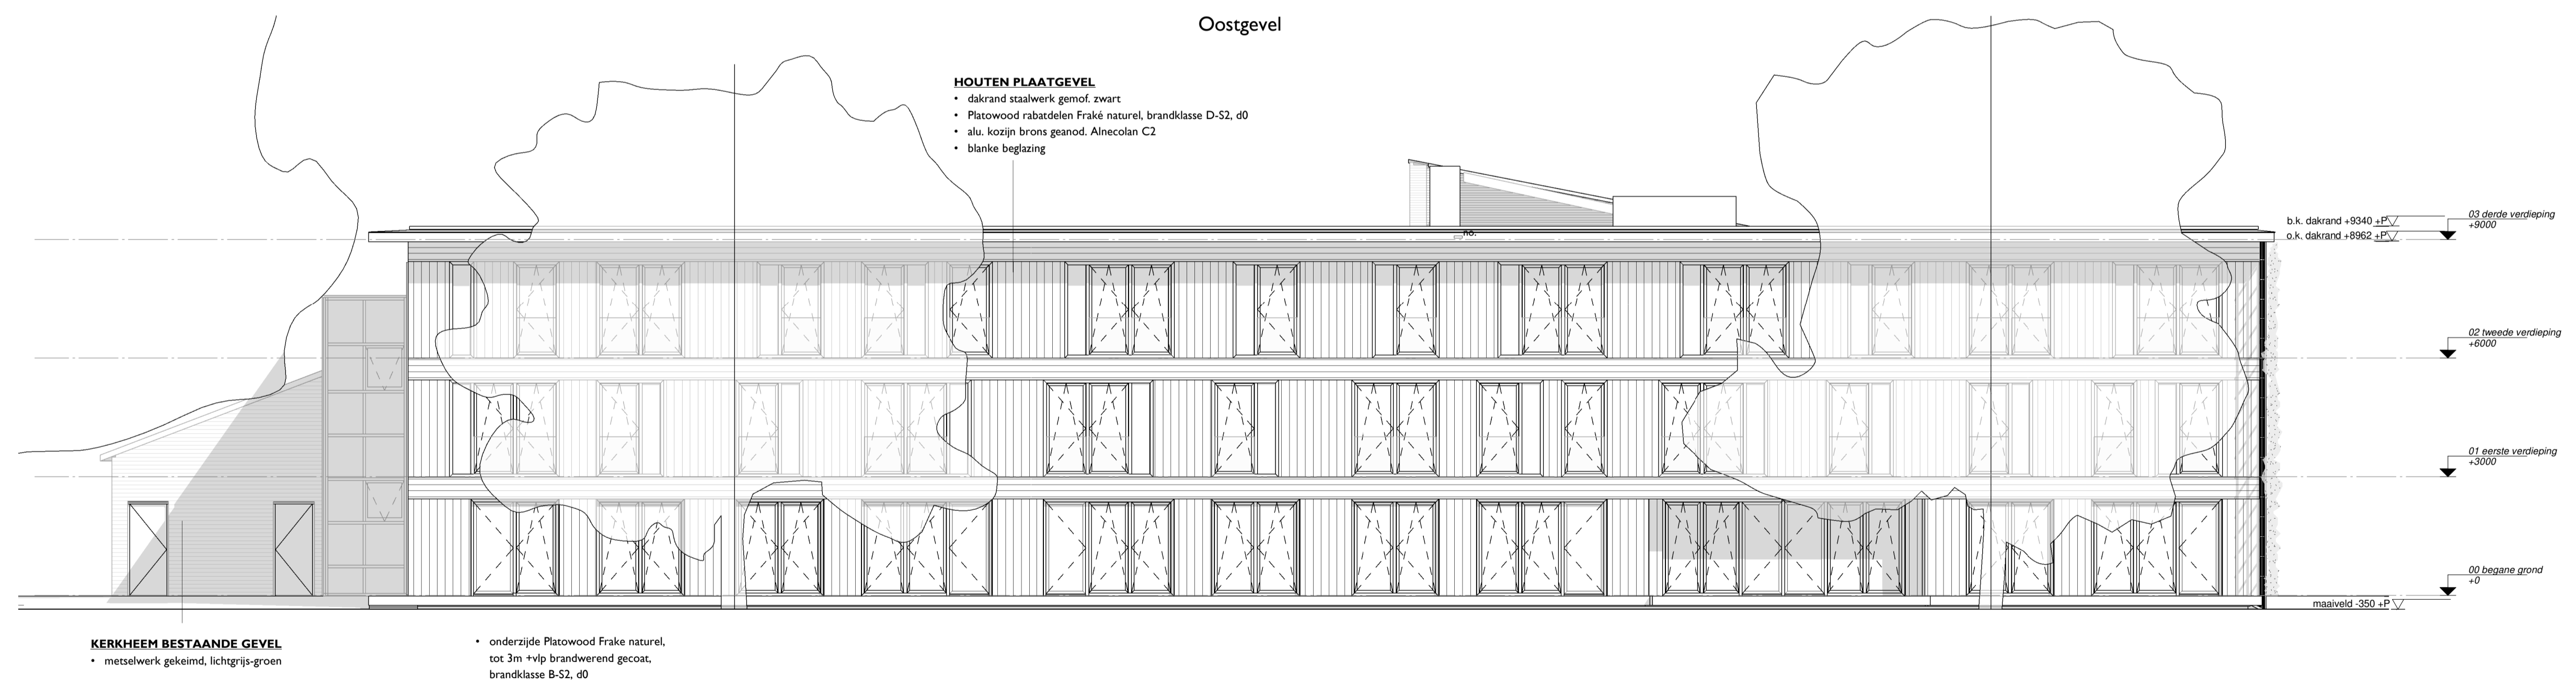 Oostgevel
HOUTEN PLAATGEVEL
• dakrand staalwerk gemof. zwart
• Platowood rabatdelen Fraké naturel, brandklasse D-S2, d0
• alu. kozijn brons geanod. Alnecolan C2
• blanke beglazing
no.
b.k. dakrand +9340 +P
o.k. dakrand +8962 +P
03 derde verdieping
+9000
02 tweede verdieping
+6000
01 eerste verdieping
+3000
00 begane grond
+0
maaiveld -350 +P
KERKHEEM BESTAANDE GEVEL
• metselwerk gekeimd, lichtgrijs-groen
• onderzijde Platowood Frake naturel,
tot 3m +vlp brandwerend gecoat,
brandklasse B-S2, d0